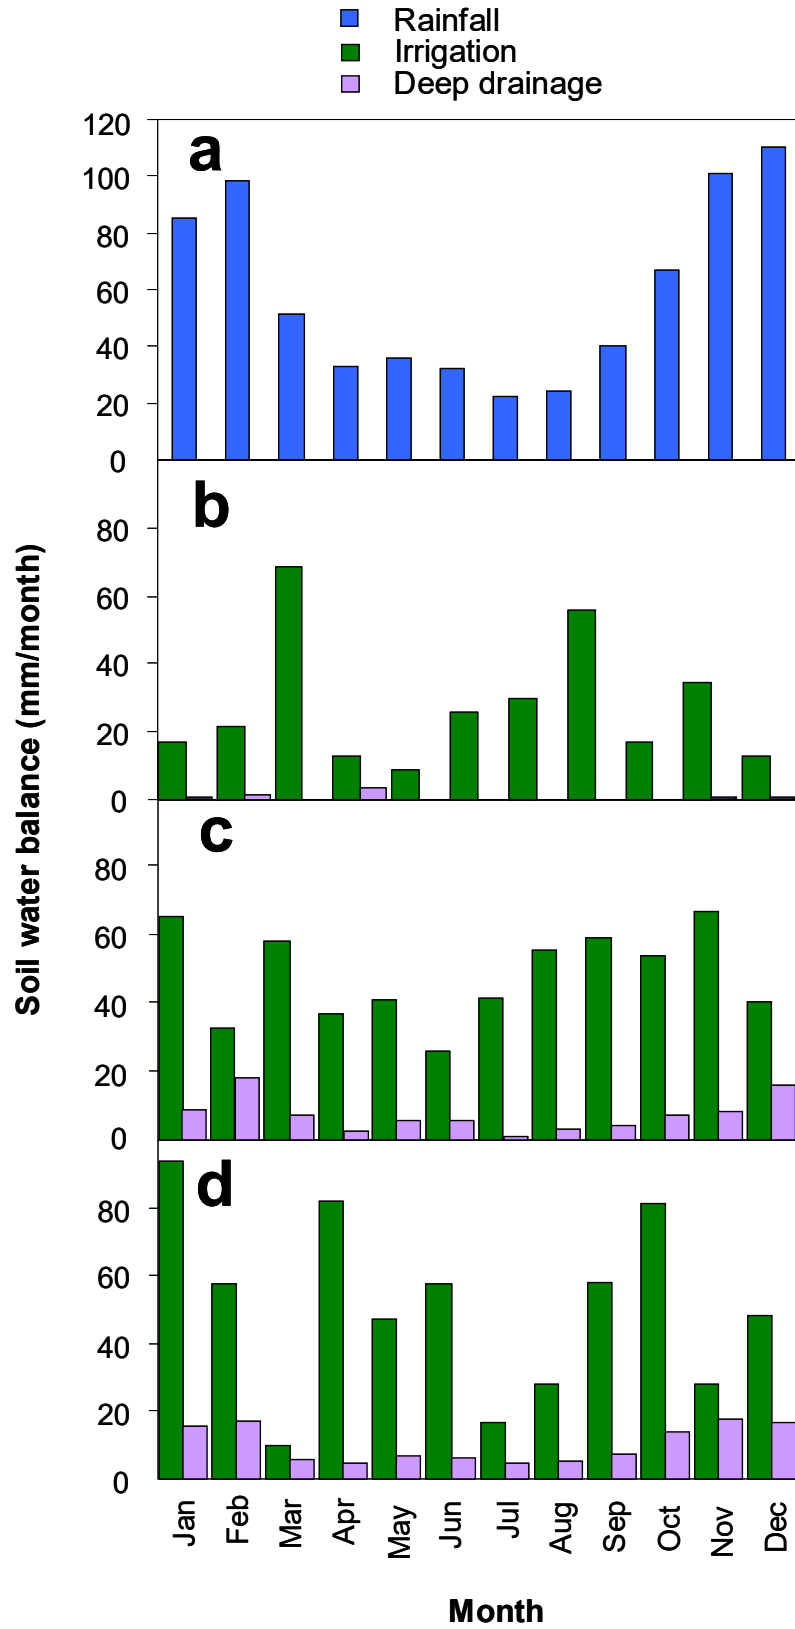 Rainfall
Irrigation
Deep drainage
Soil water balance (mm/month)
a
120
100
80
60
40
20
0
b
80
60
40
20
0
c
80
60
40
20
0
d
80
60
40
20
0
Jan Feb Mar Apr May Jun Jul Aug Sep Oct Nov Dec
Month